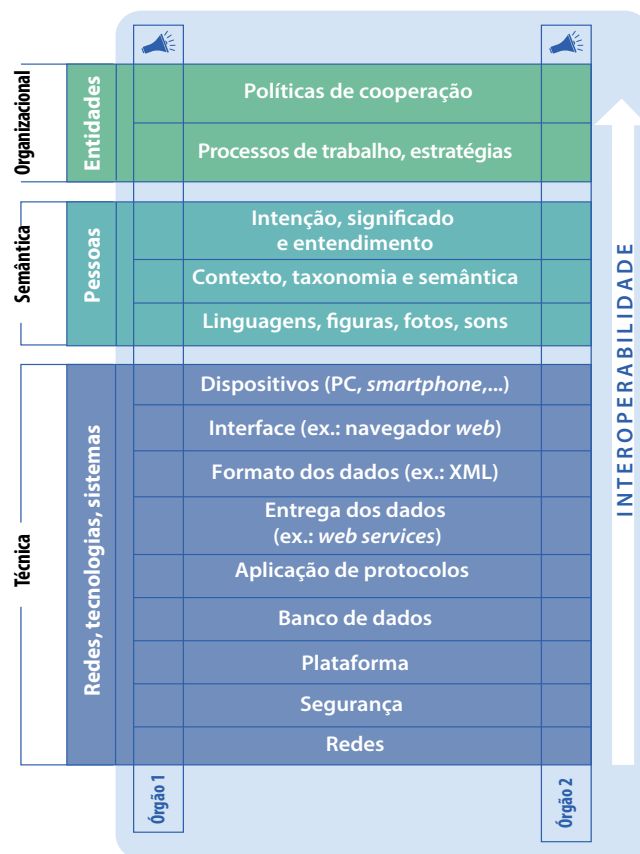 Organizacional
Entidades
Políticas de cooperação
Processos de trabalho, estratégias
Semântica
Pessoas
Intenção, significado
e entendimento
Contexto, taxonomia e semântica
Linguagens, figuras, fotos, sons
Técnica
Redes, tecnologias, sistemas
Dispositivos (PC, smartphone,...)
Interface (ex.: navegador web)
Formato dos dados (ex.: XML)
Entrega dos dados
(ex.: web services)
Aplicação de protocolos
Banco de dados
Plataforma
Segurança
Redes
Órgão 1
Órgão 2
INTEROPERABILIDADE